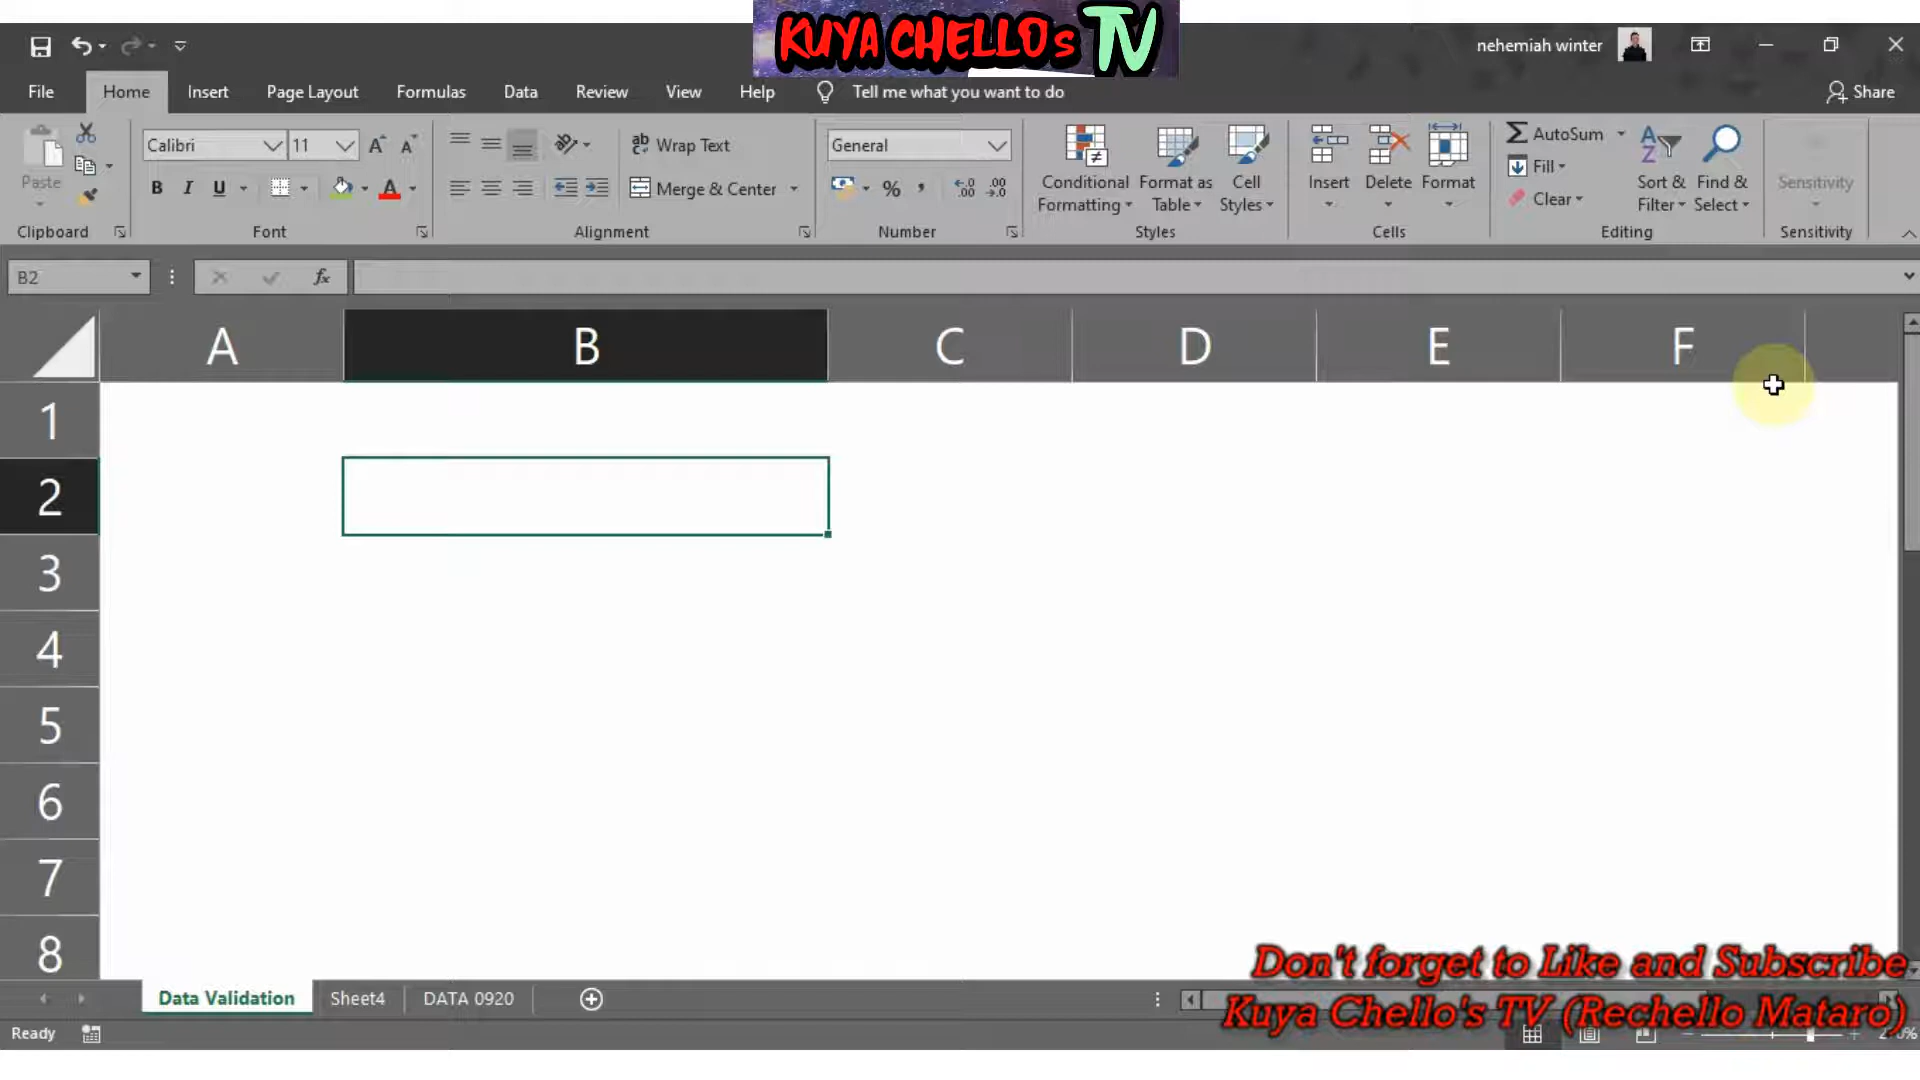 KUYA CHELLO's TV
nehemiah winter
File Home Insert Page Layout Formulas Data Review View Help Tell me what you want to do Share
Calibri 11 Wrap Text General AutoSum
Paste Conditional Formatting Format as Table Cell Styles Insert Delete Format Fill Sort & Filter Find & Select Sensitivity
B I U A Merge & Center % , Clear
Clipboard Font Alignment Number Styles Cells Editing Sensitivity
B2 fx
A B C D E F
1
2
3
4
5
6
7
8
Don't forget to Like and Subscribe
Data Validation Sheet4 DATA 0920
Kuya Chello's TV (Rechello Mataro)
Ready